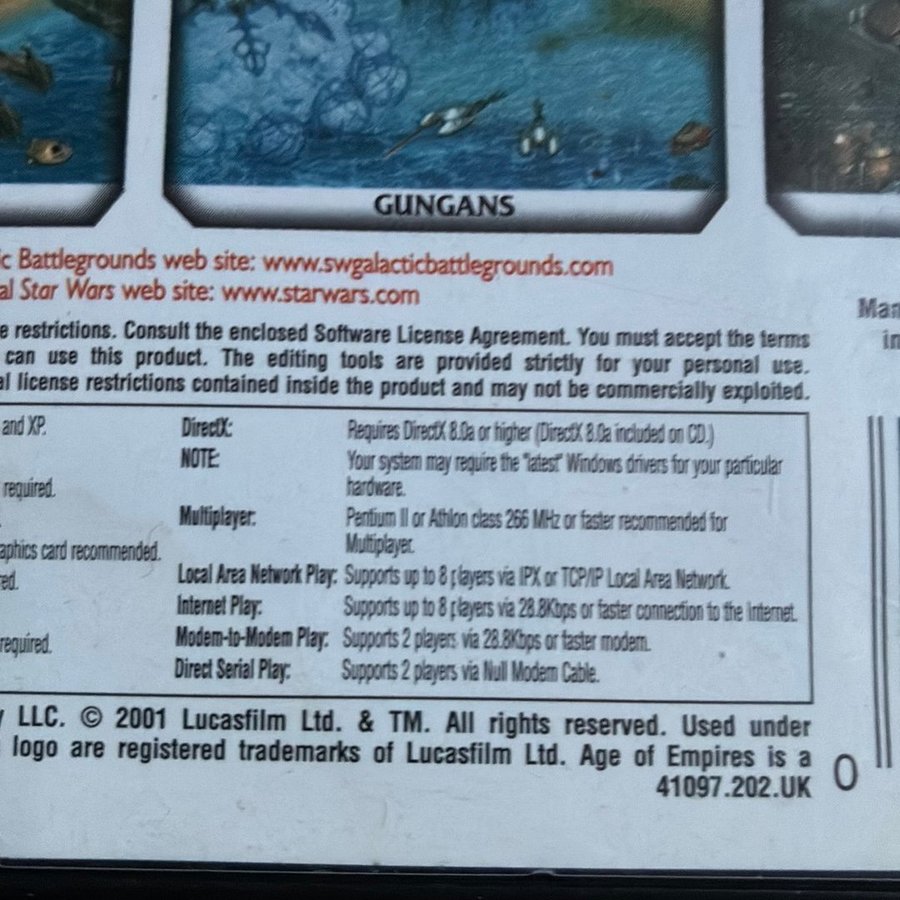 GUNGANS
Battlegrounds web site: www.swgalacticbattlegrounds.com
Star Wars web site: www.starwars.com
restrictions. Consult the enclosed Software License Agreement. You must accept the terms
can use this product. The editing tools are provided strictly for your personal use.
license restrictions contained inside the product and may not be commercially exploited.
and XP.
required.
card recommended.
required.
DirectX: Requires DirectX 8.0a or higher (DirectX 8.0a included on CD.)
NOTE: Your system may require the "latest" Windows drivers for your particular
hardware.
Multiplayer: Pentium II or Athlon class 266 MHz or faster recommended for
Multiplayer.
Local Area Network Play: Supports up to 8 players via IPX or TCP/IP Local Area Network.
Internet Play: Supports up to 8 players via 28.8Kbps or faster connection to the Internet.
Modem-to-Modem Play: Supports 2 players via 28.8Kbps or faster modem.
Direct Serial Play: Supports 2 players via Null Modem Cable.
LLC. © 2001 Lucasfilm Ltd. & TM. All rights reserved. Used under
logo are registered trademarks of Lucasfilm Ltd. Age of Empires is a
41097.202.UK
0